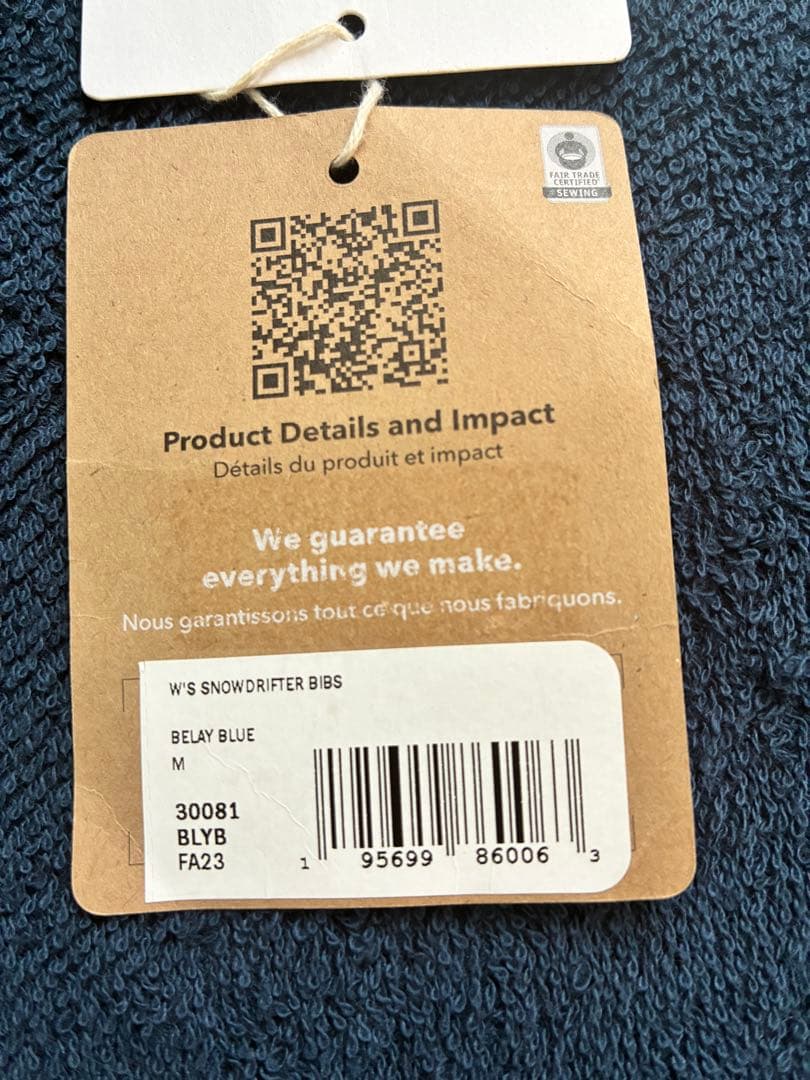 FAIR TRADE
CERTIFIED
SEWING
Product Details and Impact
Détails du produit et impact
We guarantee
everything we make.
Nous garantissons tout ce que nous fabriquons.
W'S SNOWDRIFTER BIBS
BELAY BLUE
M
30081
BLYB
FA23
1 95699 86006 3